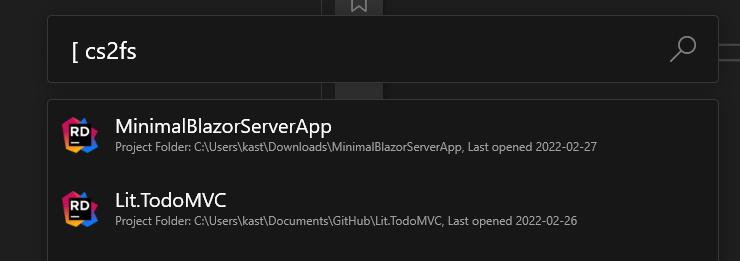 [ cs2fs
RD
MinimalBlazorServerApp
Project Folder: C:\Users\kast\Downloads\MinimalBlazorServerApp, Last opened 2022-02-27
RD
Lit.TodoMVC
Project Folder: C:\Users\kast\Documents\GitHub\Lit.TodoMVC, Last opened 2022-02-26